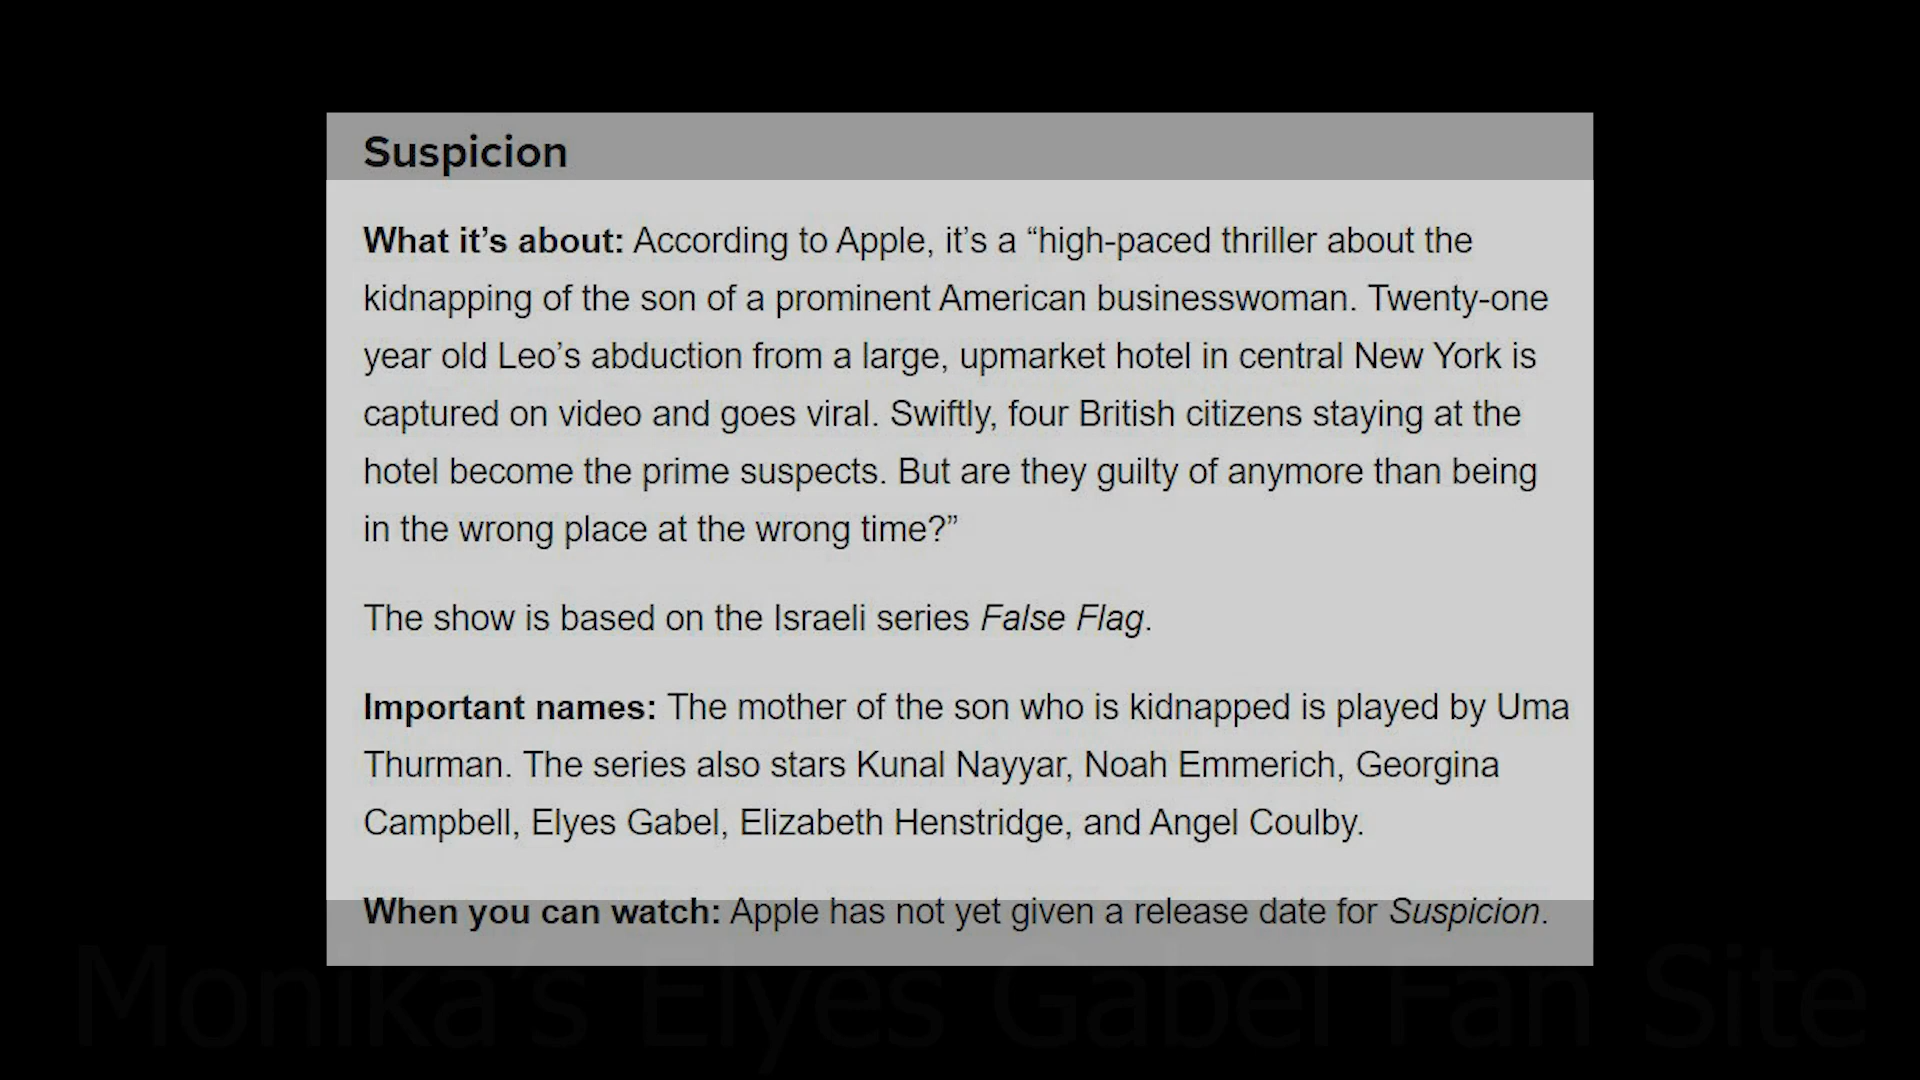 Suspicion
What it’s about: According to Apple, it’s a “high-paced thriller about the
kidnapping of the son of a prominent American businesswoman. Twenty-one
year old Leo’s abduction from a large, upmarket hotel in central New York is
captured on video and goes viral. Swiftly, four British citizens staying at the
hotel become the prime suspects. But are they guilty of anymore than being
in the wrong place at the wrong time?”
The show is based on the Israeli series False Flag.
Important names: The mother of the son who is kidnapped is played by Uma
Thurman. The series also stars Kunal Nayyar, Noah Emmerich, Georgina
Campbell, Elyes Gabel, Elizabeth Henstridge, and Angel Coulby.
When you can watch: Apple has not yet given a release date for Suspicion.
Monika’s Elyes Gabel Fan Site